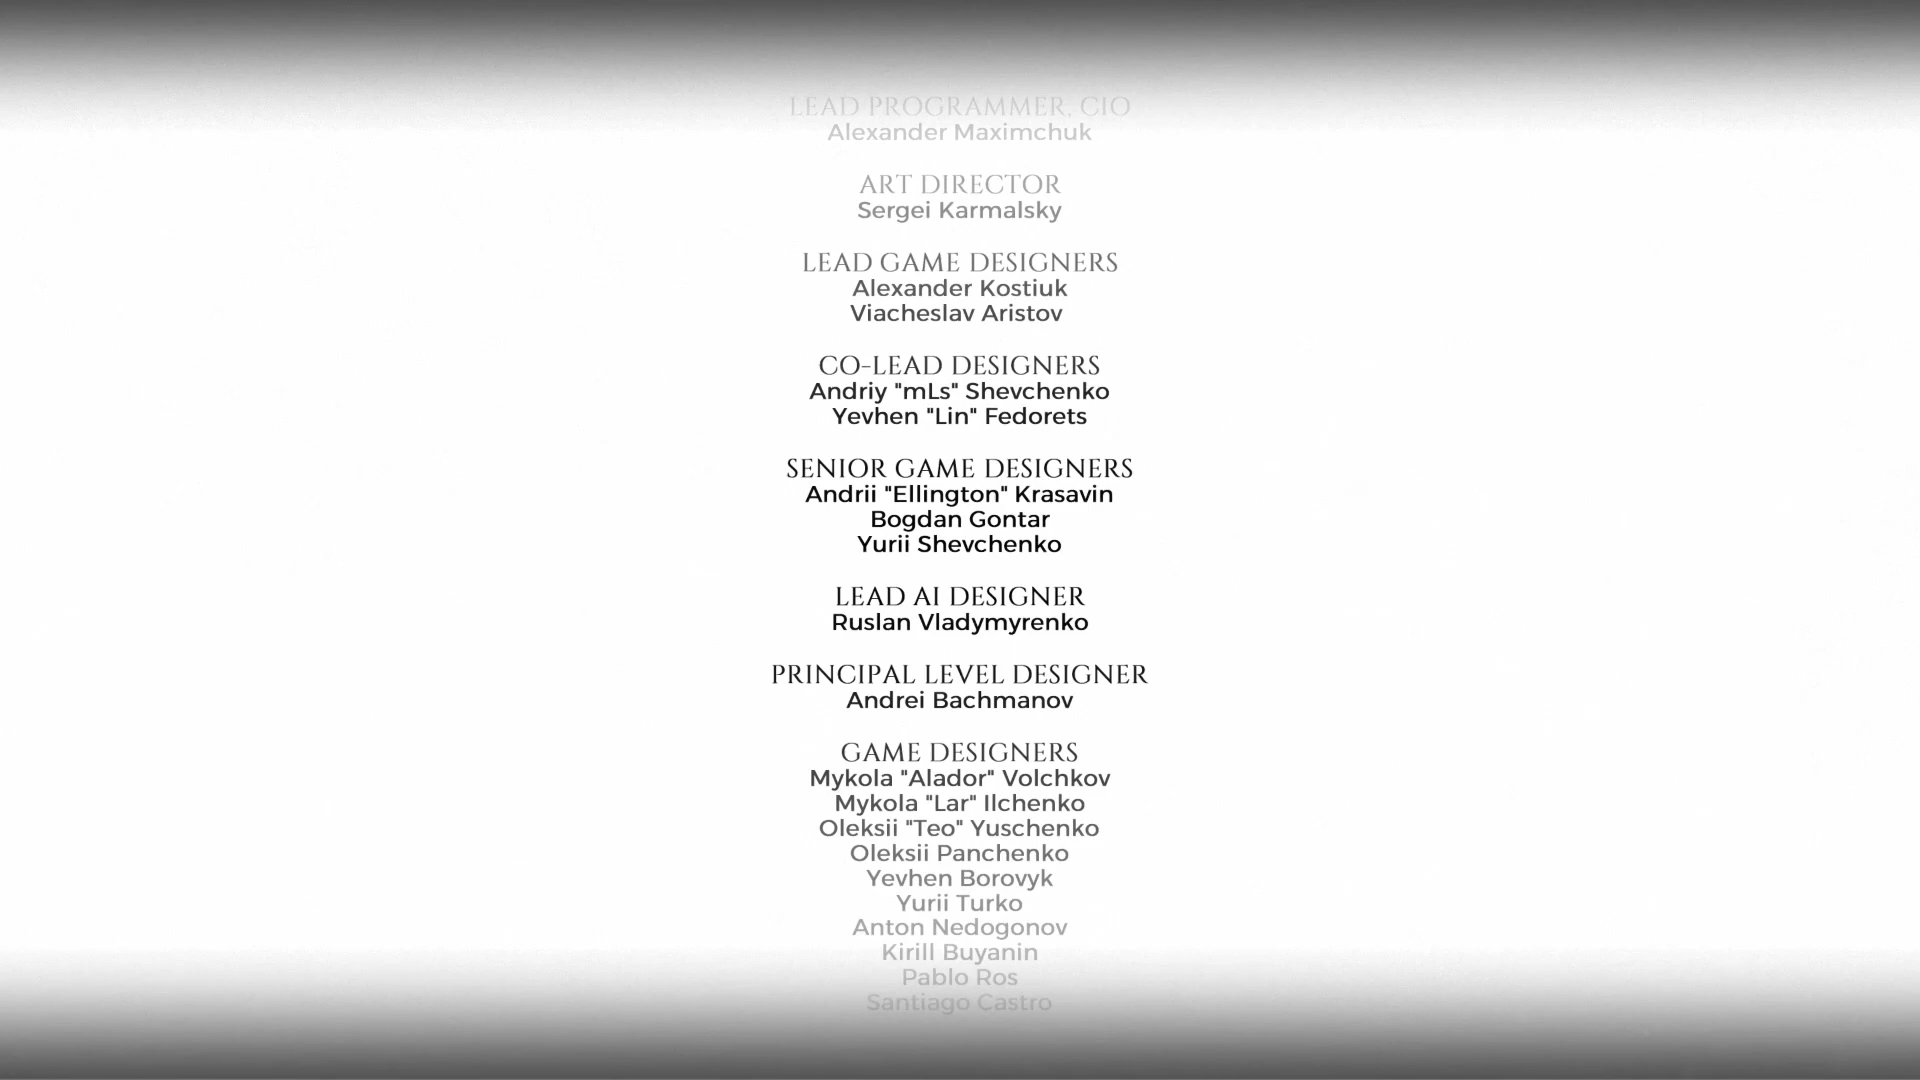 LEAD PROGRAMMER, CIO
Alexander Maximchuk
ART DIRECTOR
Sergei Karmalsky
LEAD GAME DESIGNERS
Alexander Kostiuk
Viacheslav Aristov
CO-LEAD DESIGNERS
Andriy "mLs" Shevchenko
Yevhen "Lin" Fedorets
SENIOR GAME DESIGNERS
Andrii "Ellington" Krasavin
Bogdan Gontar
Yurii Shevchenko
LEAD AI DESIGNER
Ruslan Vladymyrenko
PRINCIPAL LEVEL DESIGNER
Andrei Bachmanov
GAME DESIGNERS
Mykola "Alador" Volchkov
Mykola "Lar" Ilchenko
Oleksii "Teo" Yuschenko
Oleksii Panchenko
Yevhen Borovyk
Yurii Turko
Anton Nedogonov
Kirill Buyanin
Pablo Ros
Santiago Castro